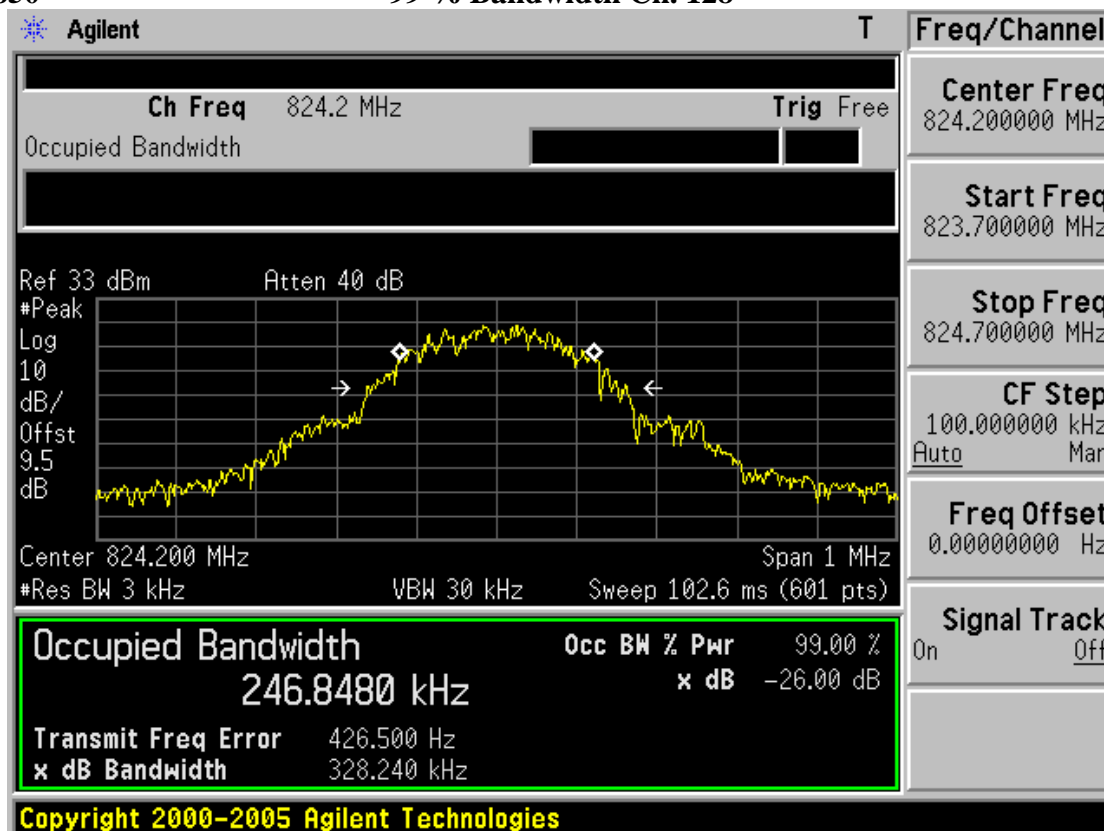 99 % Bandwidth Ch. 128
Agilent T
Freq/Channel
Ch Freq 824.2 MHz Trig Free
Occupied Bandwidth
Center Freq
824.200000 MHz
Start Freq
823.700000 MHz
Stop Freq
824.700000 MHz
CF Step
100.000000 kHz
Auto Man
Freq Offset
0.00000000 Hz
Signal Track
On Off
Ref 33 dBm Atten 40 dB
#Peak
Log
10
dB/
Offst
9.5
dB
Center 824.200 MHz Span 1 MHz
#Res BW 3 kHz VBW 30 kHz Sweep 102.6 ms (601 pts)
Occupied Bandwidth
246.8480 kHz
Occ BW % Pwr 99.00 %
x dB -26.00 dB
Transmit Freq Error 426.500 Hz
x dB Bandwidth 328.240 kHz
Copyright 2000-2005 Agilent Technologies